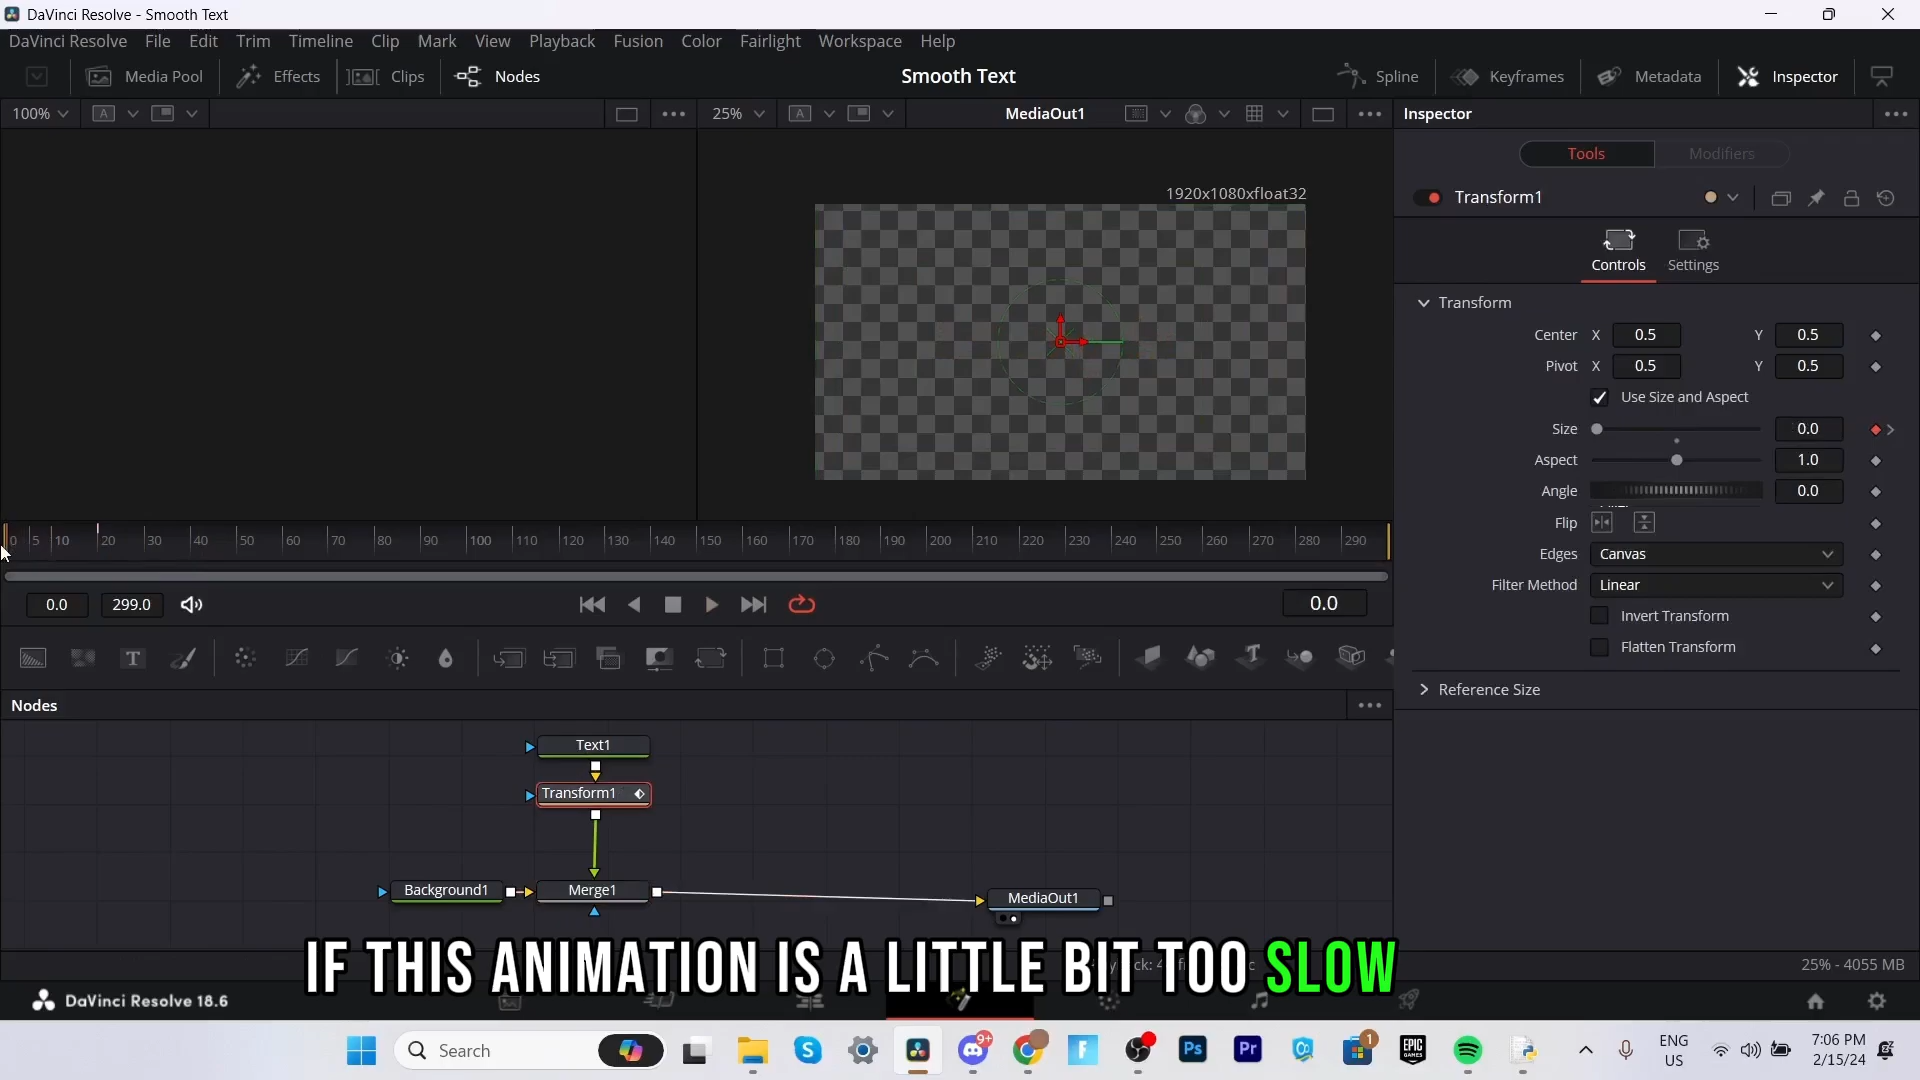 DaVinci Resolve - Smooth Text
DaVinci Resolve File Edit Trim Timeline Clip Mark View Playback Fusion Color Fairlight Workspace Help
Media Pool Effects Clips Nodes Smooth Text Spline Keyframes Metadata Inspector
100% A 25% A MediaOut1 Inspector
Tools Modifiers
1920x1080xfloat32
Transform1
Controls Settings
Transform
Center X 0.5 Y 0.5
Pivot X 0.5 Y 0.5
Use Size and Aspect
Size 0.0
Aspect 1.0
Angle 0.0
Flip
Edges Canvas
Filter Method Linear
Invert Transform
Flatten Transform
Reference Size
0 5 10 20 30 40 50 60 70 80 90 100 110 120 130 140 150 160 170 180 190 200 210 220 230 240 250 260 270 280 290
0.0 299.0 0.0
T T
Nodes
Text1
Transform1
Background1 Merge1 MediaOut1
IF THIS ANIMATION IS A LITTLE BIT TOO SLOW
25% - 4055 MB
DaVinci Resolve 18.6
Search
S 9+ F Ps Pr 1 EPIC GAMES
ENG
US
7:06 PM
2/15/24